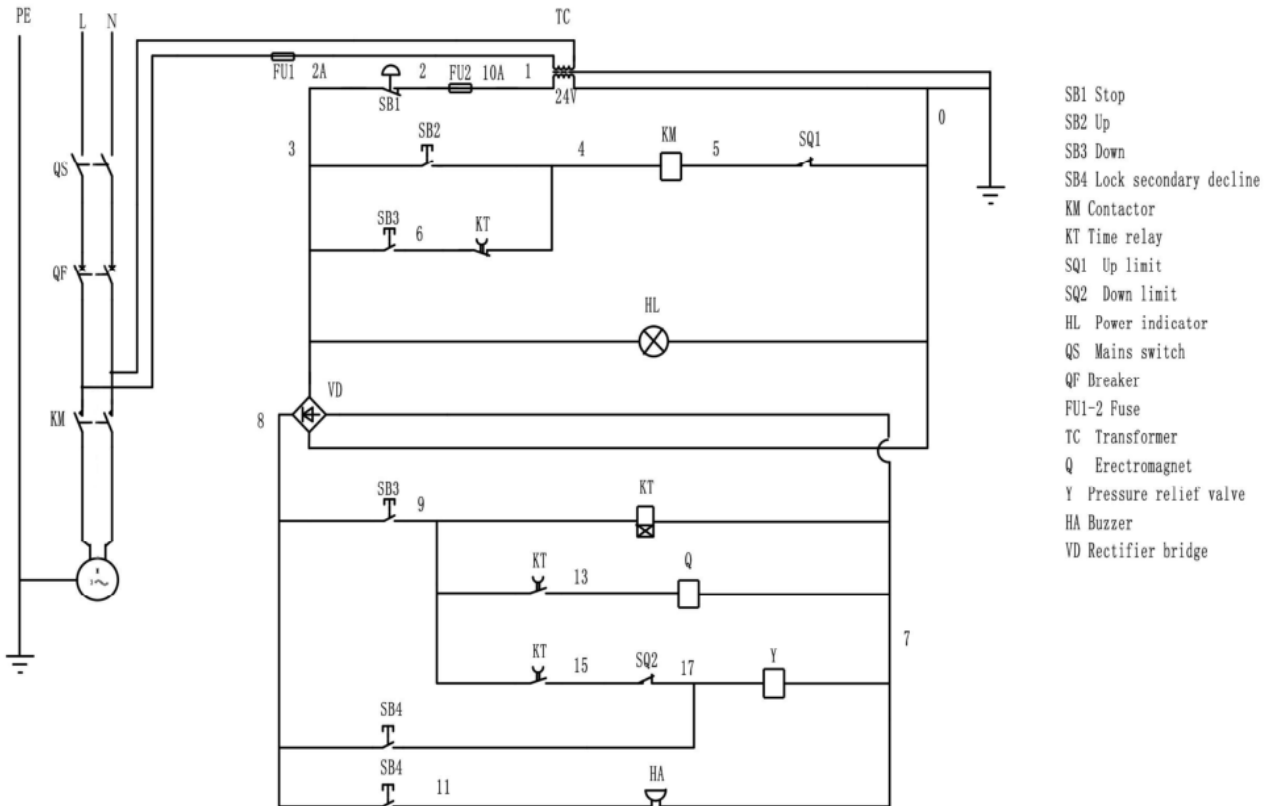 PE L N TC
FU1 2A 2 FU2 10A 1
SB1 24V
0
SB2 KM SQ1
3 4 5
QS
SB3 6 KT
QF
HL
VD
KM 8
SB3 9 KT
KT 13 Q
7
KT 15 SQ2 17 Y
SB4
SB4 11 HA
SB1 Stop
SB2 Up
SB3 Down
SB4 Lock secondary decline
KM Contactor
KT Time relay
SQ1 Up limit
SQ2 Down limit
HL Power indicator
QS Mains switch
QF Breaker
FU1-2 Fuse
TC Transformer
Q Erectromagnet
Y Pressure relief valve
HA Buzzer
VD Rectifier bridge